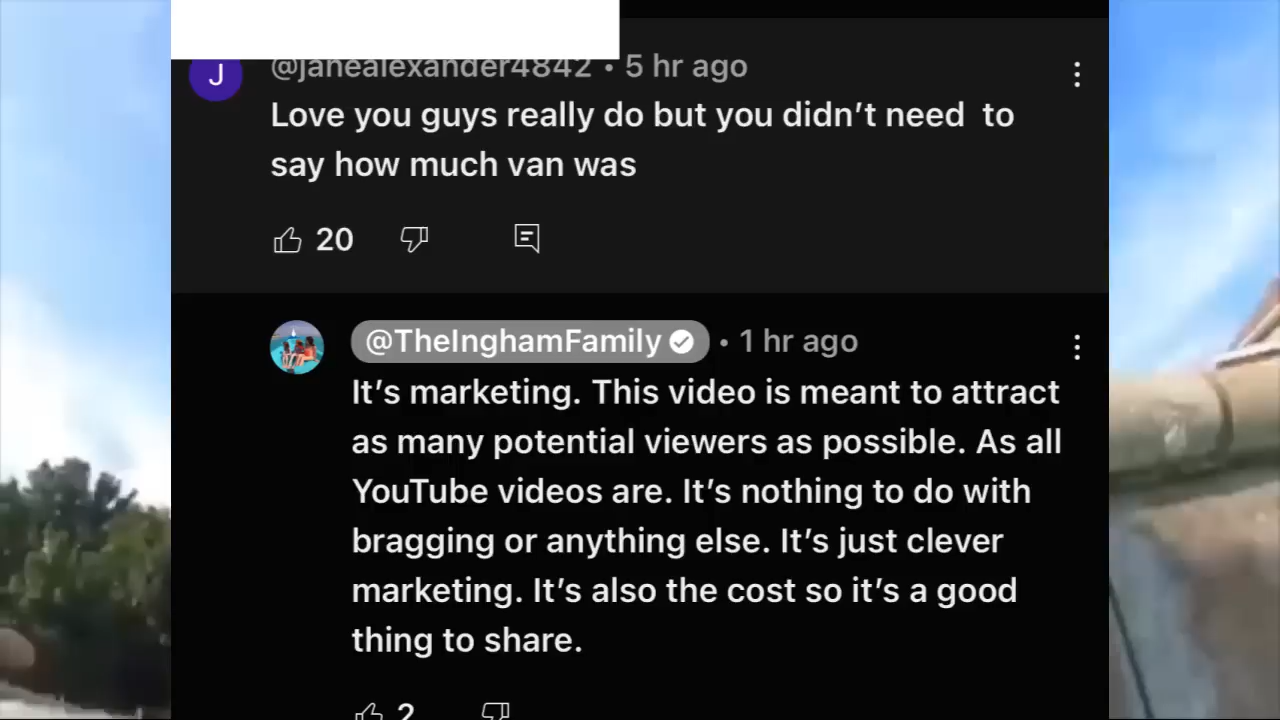 J
@janealexander4842 • 5 hr ago
Love you guys really do but you didn’t need  to
say how much van was
20
@TheInghamFamily • 1 hr ago
It’s marketing. This video is meant to attract
as many potential viewers as possible. As all
YouTube videos are. It’s nothing to do with
bragging or anything else. It’s just clever
marketing. It’s also the cost so it’s a good
thing to share.
2